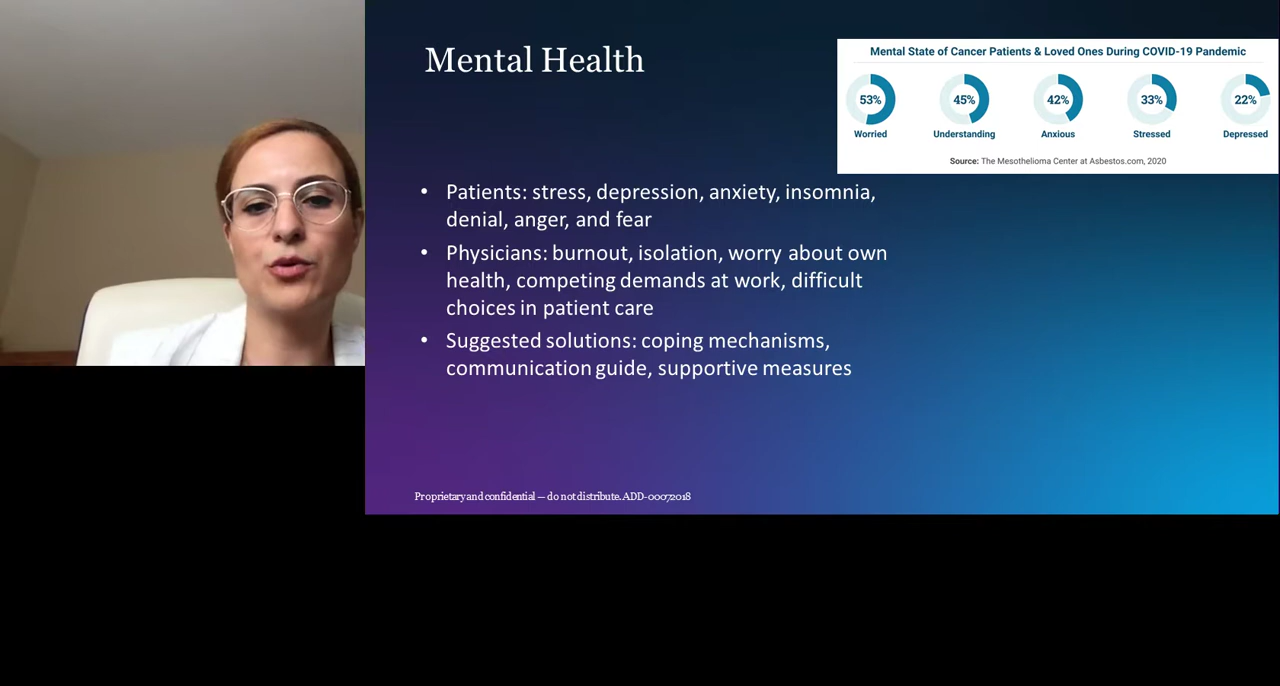 Mental Health
Mental State of Cancer Patients & Loved Ones During COVID-19 Pandemic
53%
45%
42%
33%
22%
Worried
Understanding
Anxious
Stressed
Depressed
Source: The Mesothelioma Center at Asbestos.com, 2020
• Patients: stress, depression, anxiety, insomnia,
denial, anger, and fear
• Physicians: burnout, isolation, worry about own
health, competing demands at work, difficult
choices in patient care
• Suggested solutions: coping mechanisms,
communication guide, supportive measures
Proprietary and confidential — do not distribute. ADD-00072018